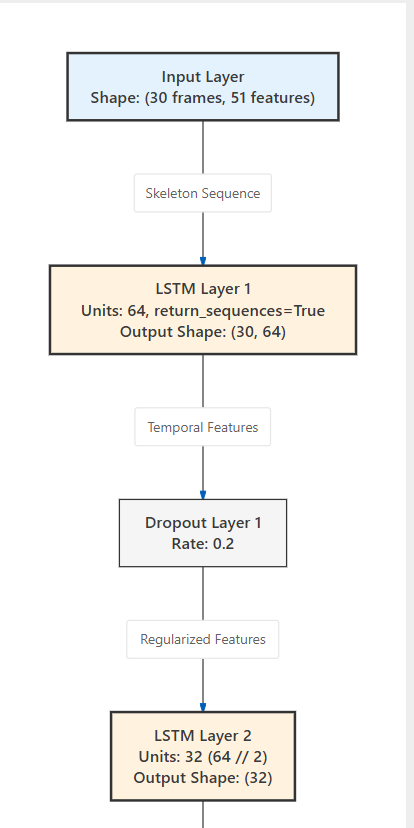 Input Layer
Shape: (30 frames, 51 features)
Skeleton Sequence
LSTM Layer 1
Units: 64, return_sequences=True
Output Shape: (30, 64)
Temporal Features
Dropout Layer 1
Rate: 0.2
Regularized Features
LSTM Layer 2
Units: 32 (64 // 2)
Output Shape: (32)